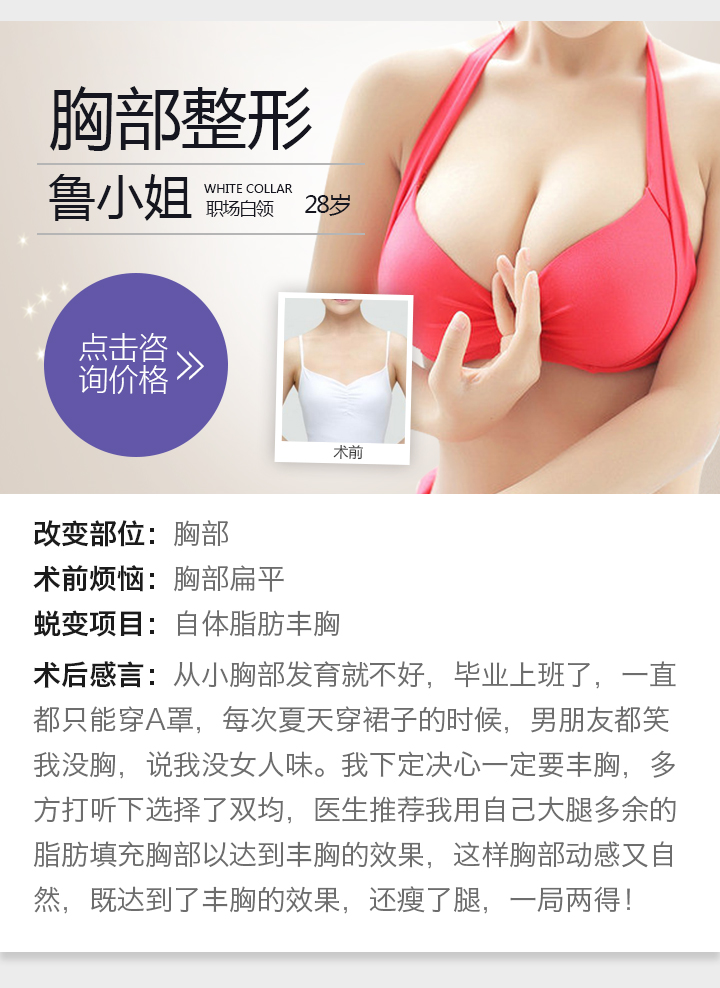 胸部整形
鲁小姐
WHITE COLLAR
职场白领
28岁
点击咨
询价格
术前
改变部位：胸部
术前烦恼：胸部扁平
蜕变项目：自体脂肪丰胸
术后感言：从小胸部发育就不好，毕业上班了，一直
都只能穿A罩，每次夏天穿裙子的时候，男朋友都笑
我没胸，说我没女人味。我下定决心一定要丰胸，多
方打听下选择了双均，医生推荐我用自己大腿多余的
脂肪填充胸部以达到丰胸的效果，这样胸部动感又自
然，既达到了丰胸的效果，还瘦了腿，一局两得！